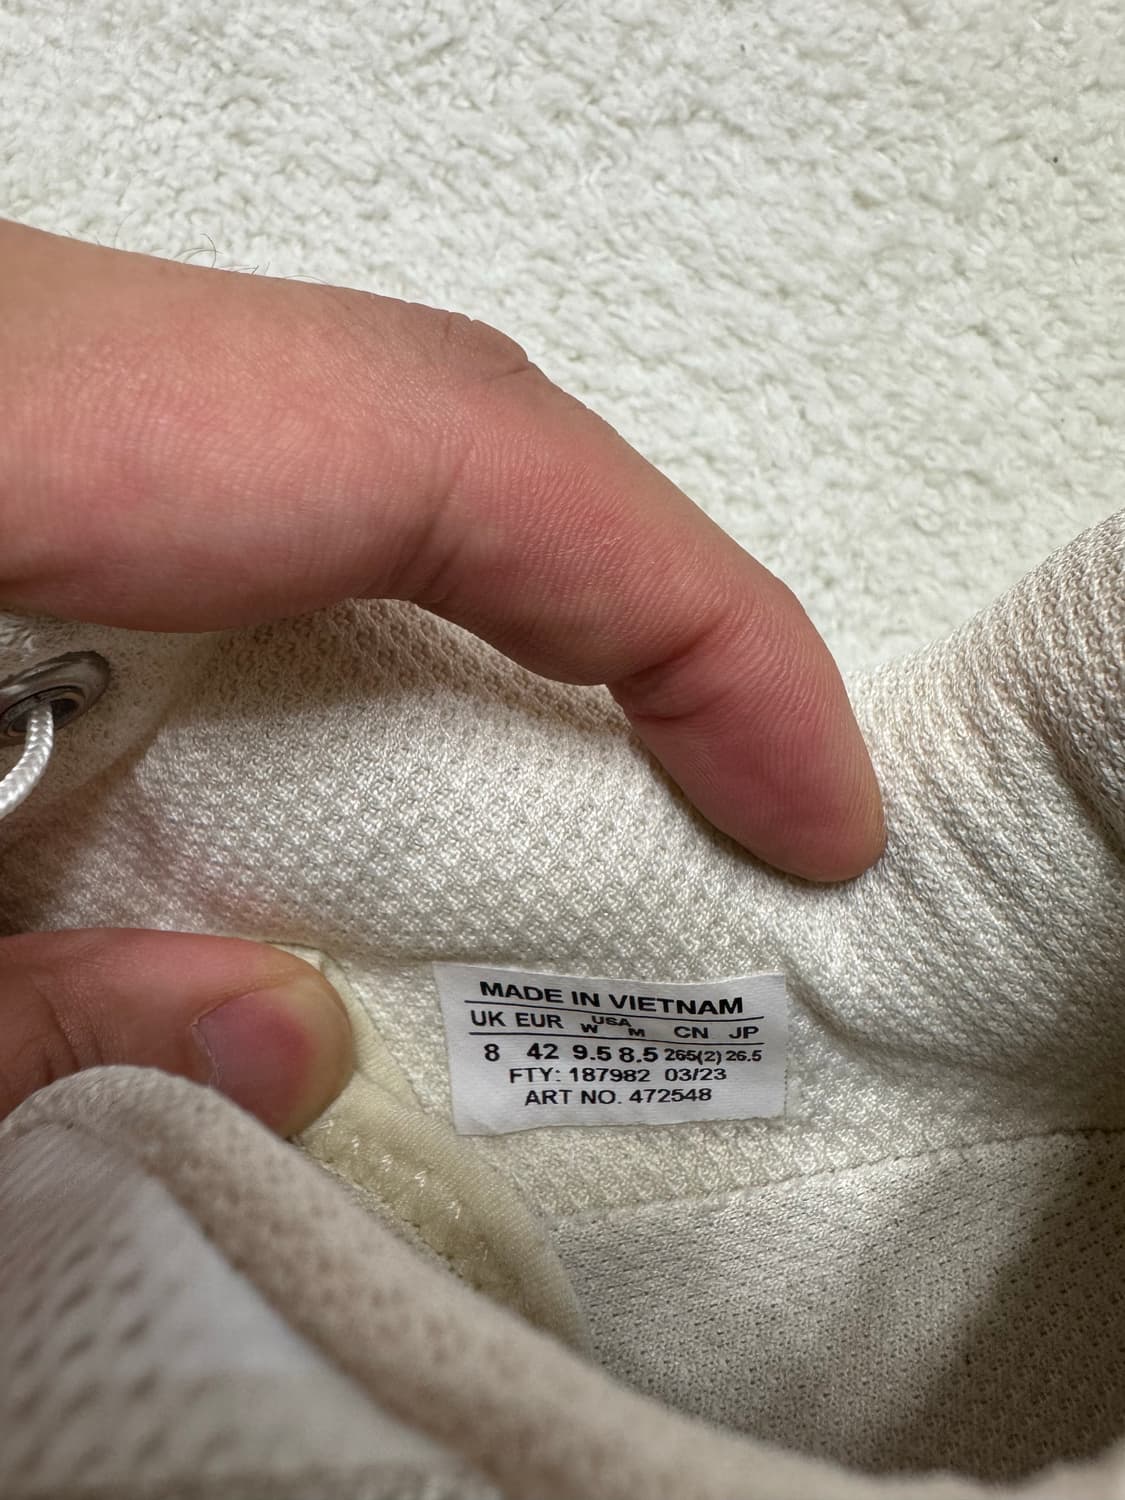 MADE IN VIETNAM
UK EUR W USA M CN JP
8 42 9.5 8.5 265(2) 26.5
FTY: 187982 03/23
ART NO. 472548